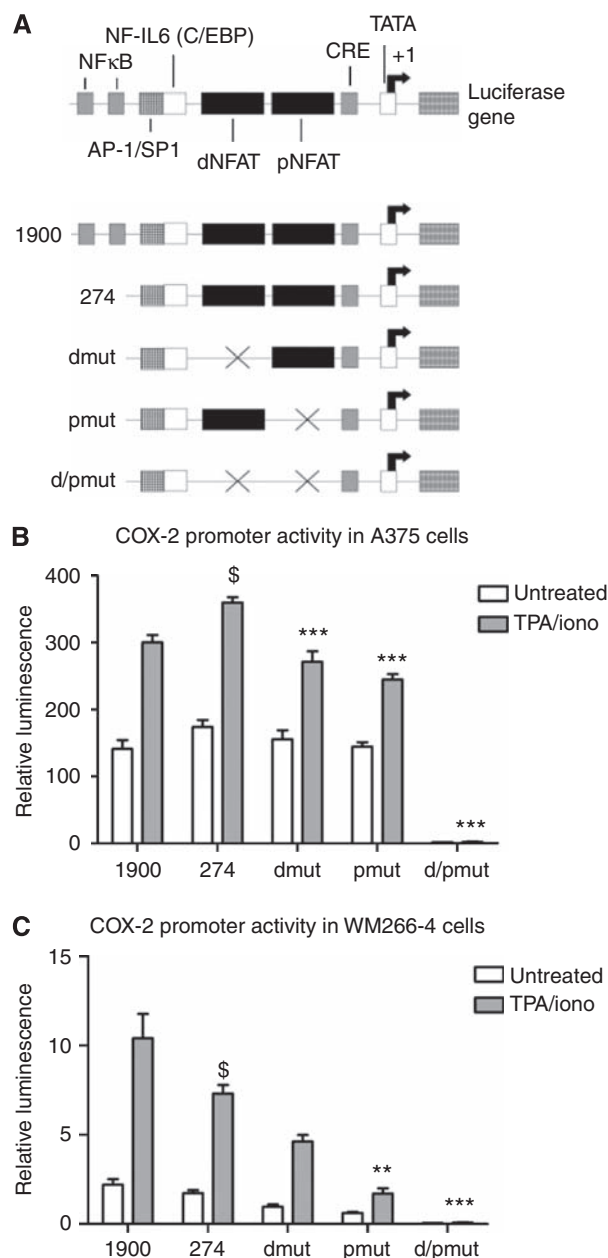 A
NF-IL6 (C/EBP)
TATA
NFκB
CRE
+1
Luciferase
gene
AP-1/SP1
dNFAT
pNFAT
1900
274
dmut
pmut
d/pmut
B
COX-2 promoter activity in A375 cells
400
300
200
100
0
Relative luminescence
$
***
***
***
Untreated
TPA/iono
1900 274 dmut pmut d/pmut
C
COX-2 promoter activity in WM266-4 cells
15
10
5
0
Relative luminescence
$
**
***
Untreated
TPA/iono
1900 274 dmut pmut d/pmut